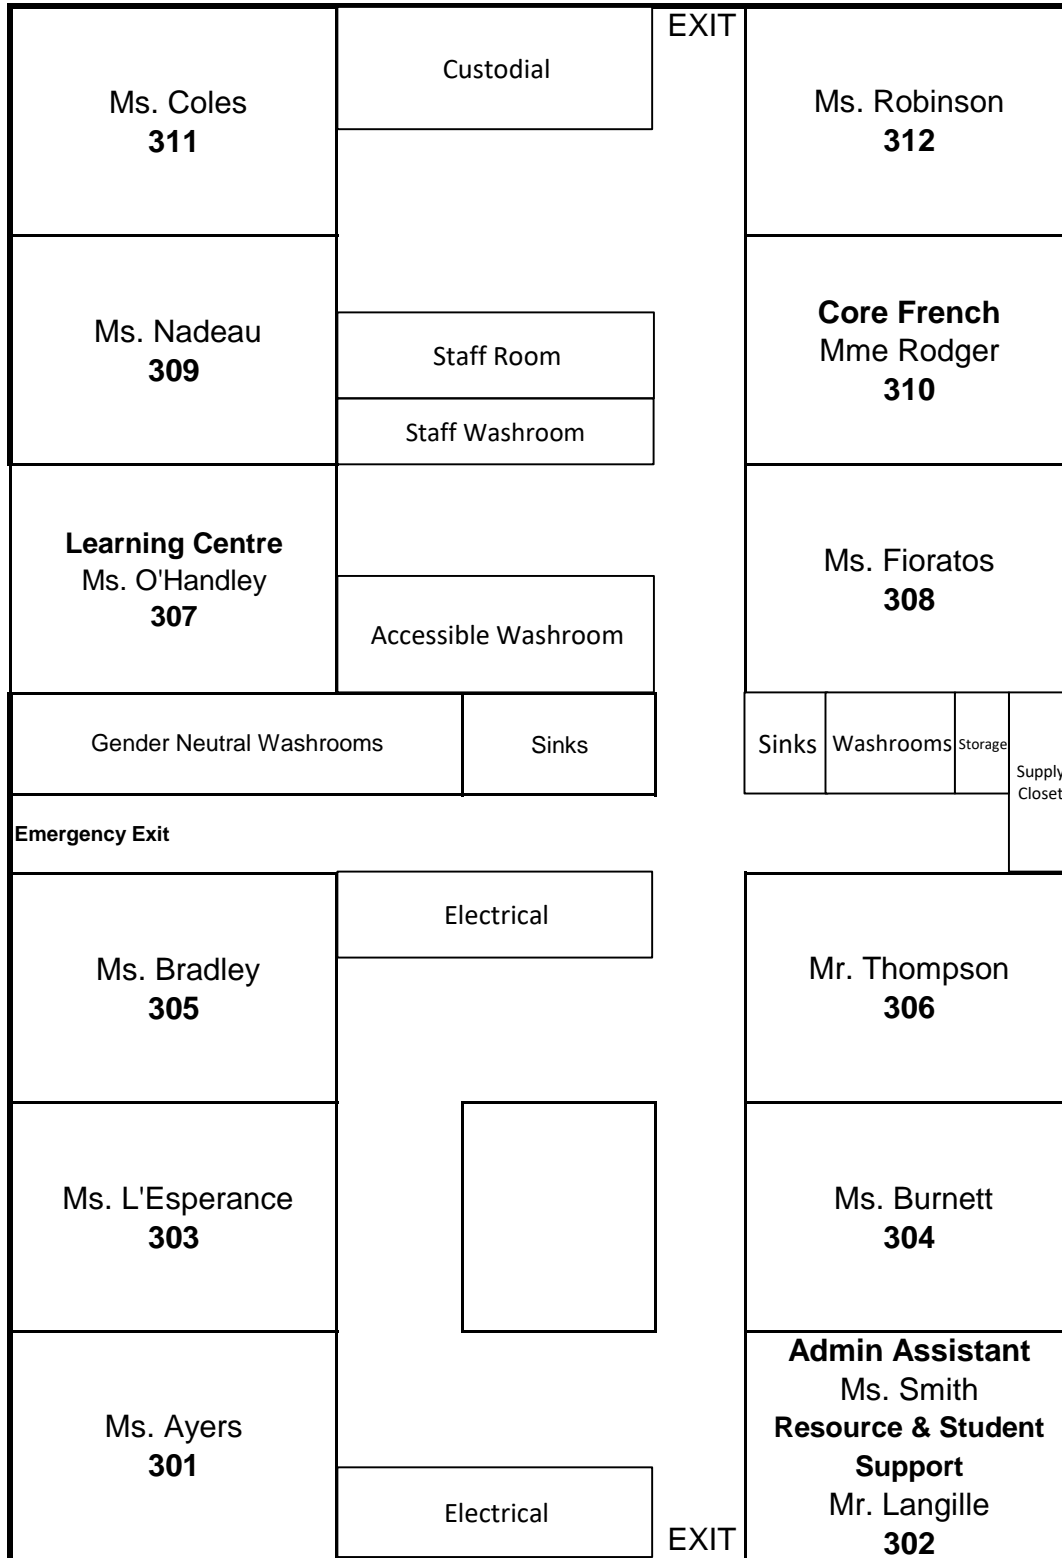 EXIT
Custodial
Ms. Coles
311
Ms. Robinson
312
Ms. Nadeau
309
Staff Room
Staff Washroom
Core French
Mme Rodger
310
Learning Centre
Ms. O'Handley
307
Accessible Washroom
Ms. Fioratos
308
Gender Neutral Washrooms
Sinks
Sinks
Washrooms
Storage
Supply
Closet
Emergency Exit
Electrical
Ms. Bradley
305
Mr. Thompson
306
Ms. L'Esperance
303
Ms. Burnett
304
Ms. Ayers
301
Electrical
EXIT
Admin Assistant
Ms. Smith
Resource & Student
Support
Mr. Langille
302